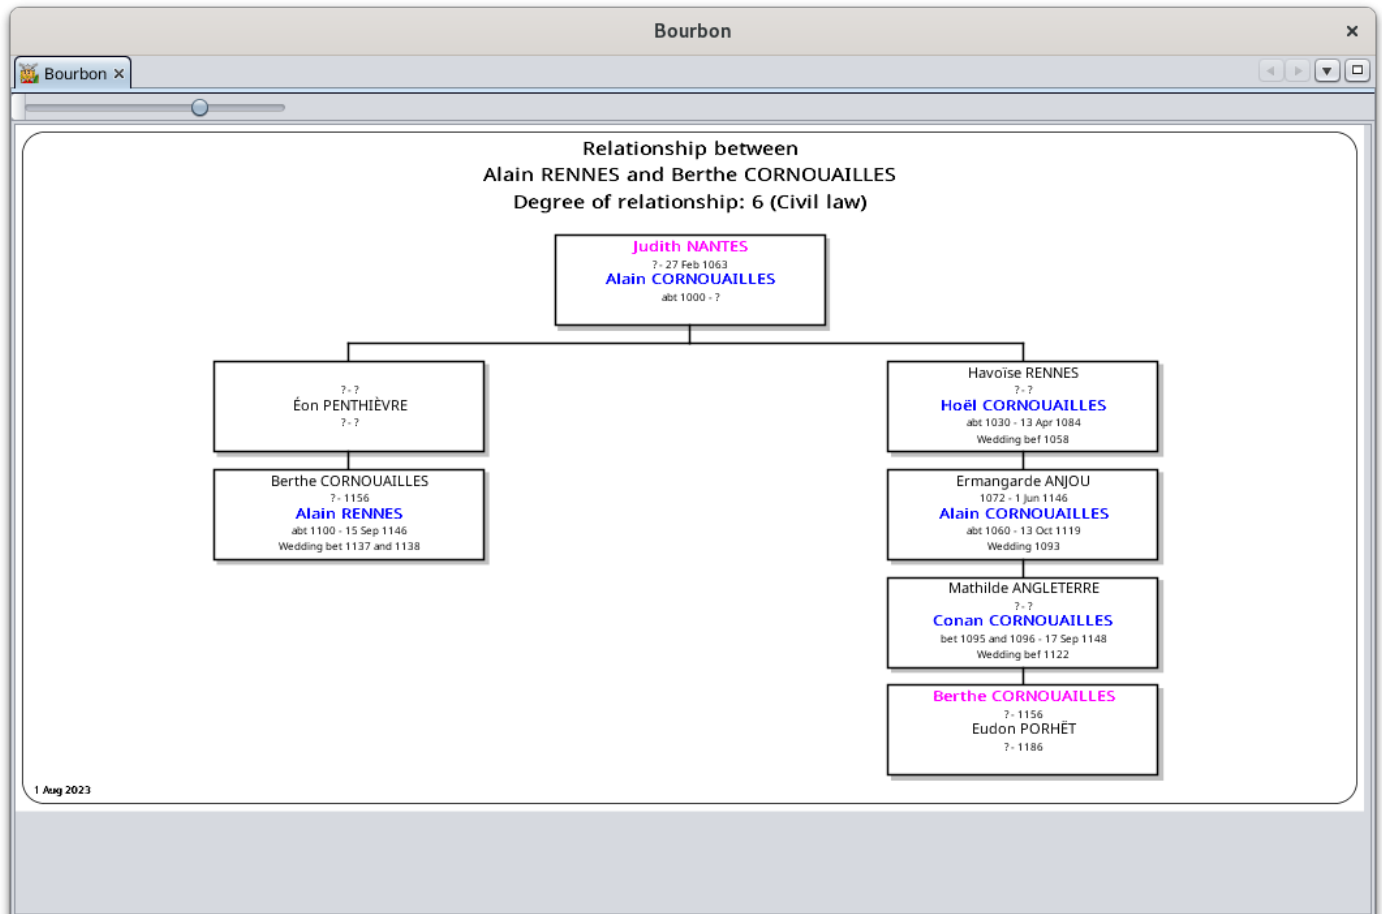 Bourbon
Bourbon
Relationship between
Alain RENNES and Berthe CORNOUAILLES
Degree of relationship: 6 (Civil law)
Judith NANTES
? - 27 Feb 1063
Alain CORNOUAILLES
abt 1000 - ?
? - ?
Éon PENTHIÈVRE
? - ?
Havoïse RENNES
? - ?
Hoël CORNOUAILLES
abt 1030 - 13 Apr 1084
Wedding bef 1058
Berthe CORNOUAILLES
? - 1156
Alain RENNES
abt 1100 - 15 Sep 1146
Wedding bet 1137 and 1138
Ermangarde ANJOU
1072 - 1 Jun 1146
Alain CORNOUAILLES
abt 1060 - 13 Oct 1119
Wedding 1093
Mathilde ANGLETERRE
? - ?
Conan CORNOUAILLES
bet 1095 and 1096 - 17 Sep 1148
Wedding bef 1122
Berthe CORNOUAILLES
? - 1156
Eudon PORHËT
? - 1186
1 Aug 2023